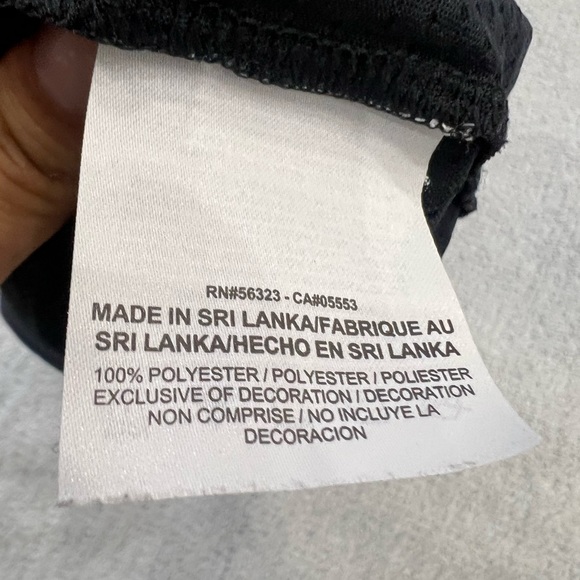 RN#56323 - CA#05553
MADE IN SRI LANKA/FABRIQUE AU
SRI LANKA/HECHO EN SRI LANKA
100% POLYESTER / POLYESTER / POLIESTER
EXCLUSIVE OF DECORATION / DECORATION
NON COMPRISE / NO INCLUYE LA
DECORACION